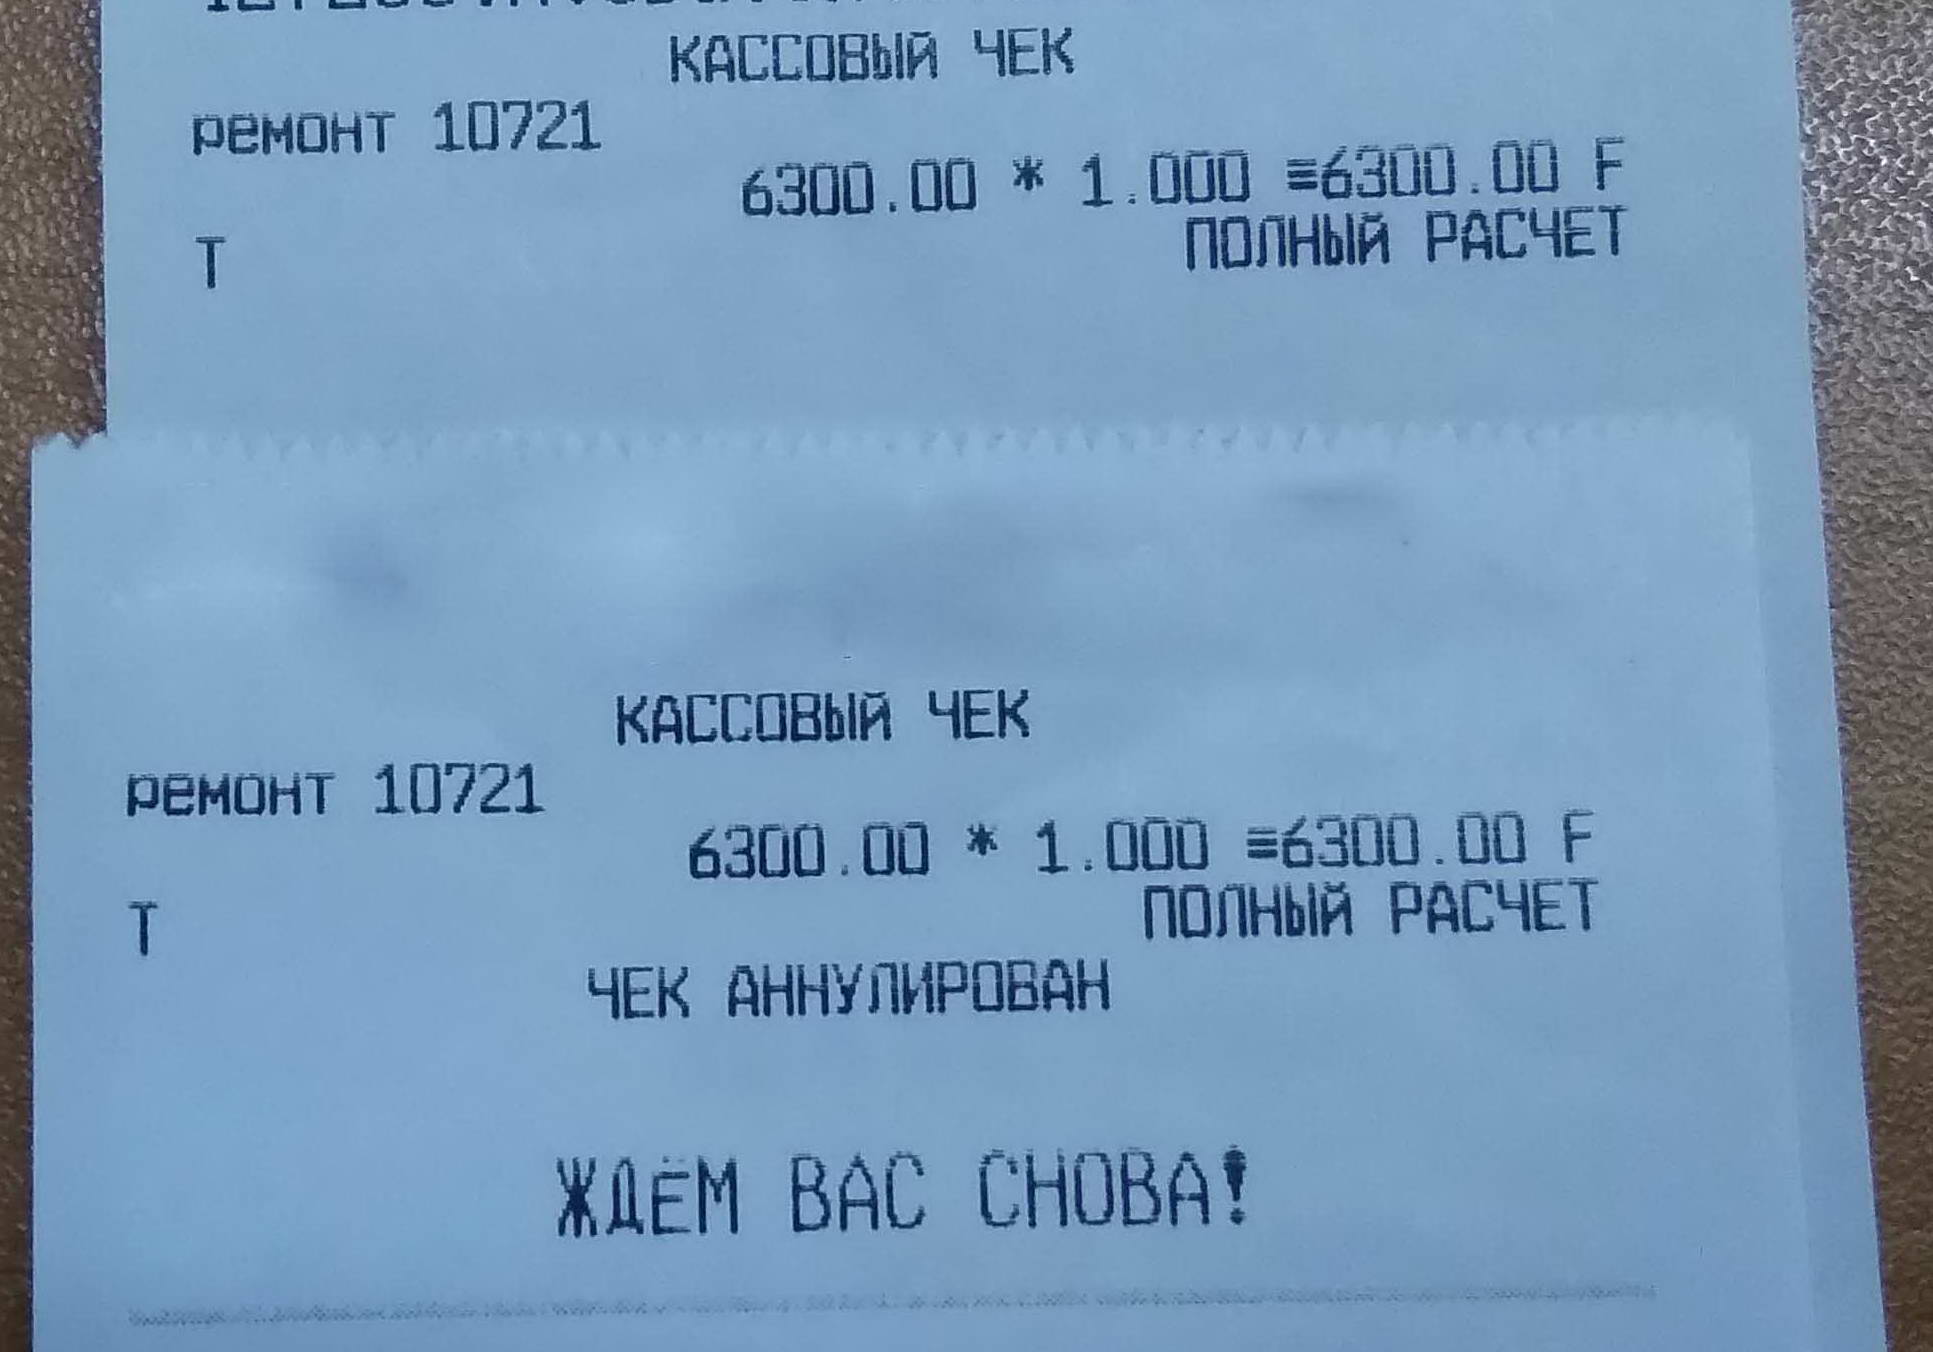 КАССОВЫЙ ЧЕК
ремонт 10721
6300.00 * 1.000 ≡6300.00 F
Т ПОЛНЫЙ РАСЧЕТ
КАССОВЫЙ ЧЕК
ремонт 10721
6300.00 * 1.000 ≡6300.00 F
Т ПОЛНЫЙ РАСЧЕТ
ЧЕК АННУЛИРОВАН
ЖДЁМ ВАС СНОВА!